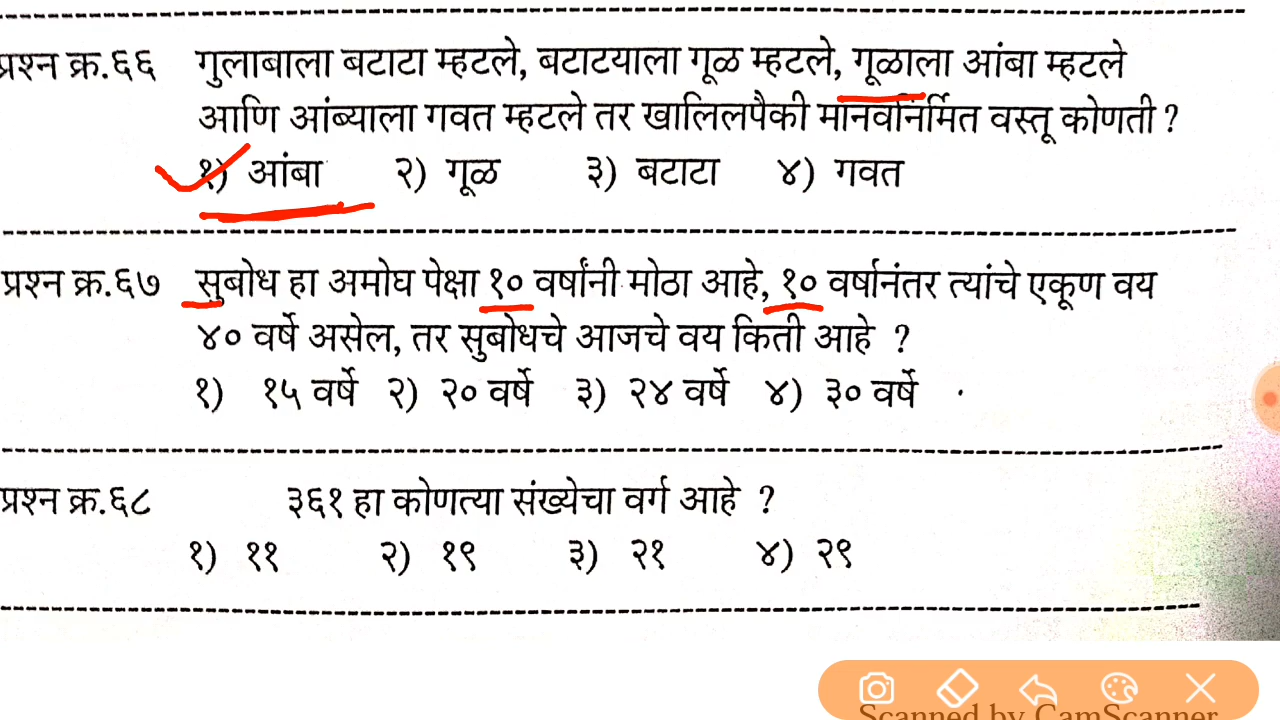 प्रश्न क्र.६६ गुलाबाला बटाटा म्हटले, बटाटयाला गूळ म्हटले, गूळाला आंबा म्हटले
आणि आंब्याला गवत म्हटले तर खालिलपैकी मानवनिर्मित वस्तू कोणती ?
१) आंबा २) गूळ ३) बटाटा ४) गवत
प्रश्न क्र.६७ सुबोध हा अमोघ पेक्षा १० वर्षांनी मोठा आहे, १० वर्षानंतर त्यांचे एकूण वय
४० वर्षे असेल, तर सुबोधचे आजचे वय किती आहे ?
१) १५ वर्षे २) २० वर्षे ३) २४ वर्षे ४) ३० वर्षे
प्रश्न क्र.६८ ३६१ हा कोणत्या संख्येचा वर्ग आहे ?
१) ११ २) १९ ३) २१ ४) २९
Scanned by CamScanner